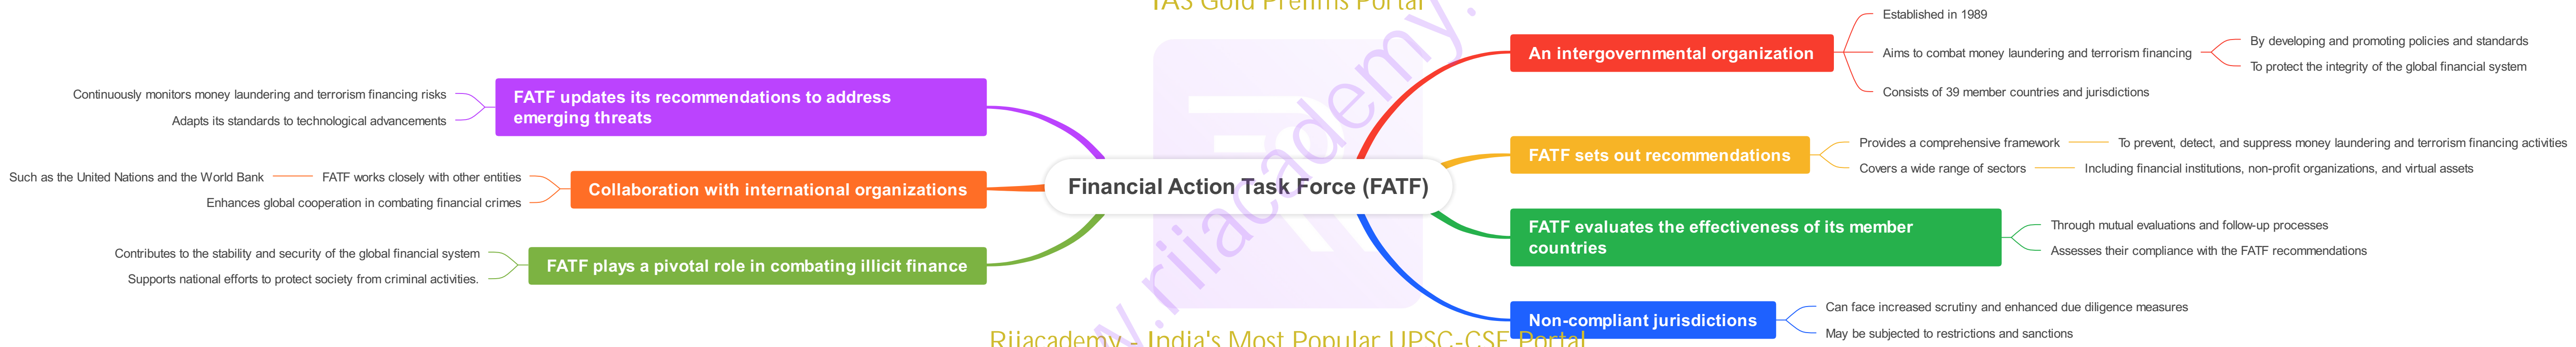 IAS Gold Prelims Portal
Financial Action Task Force (FATF)
An intergovernmental organization
Established in 1989
Aims to combat money laundering and terrorism financing
By developing and promoting policies and standards
To protect the integrity of the global financial system
Consists of 39 member countries and jurisdictions
FATF sets out recommendations
Provides a comprehensive framework
To prevent, detect, and suppress money laundering and terrorism financing activities
Covers a wide range of sectors
Including financial institutions, non-profit organizations, and virtual assets
FATF evaluates the effectiveness of its member
countries
Through mutual evaluations and follow-up processes
Assesses their compliance with the FATF recommendations
Non-compliant jurisdictions
Can face increased scrutiny and enhanced due diligence measures
May be subjected to restrictions and sanctions
FATF updates its recommendations to address
emerging threats
Continuously monitors money laundering and terrorism financing risks
Adapts its standards to technological advancements
Collaboration with international organizations
FATF works closely with other entities
Such as the United Nations and the World Bank
Enhances global cooperation in combating financial crimes
FATF plays a pivotal role in combating illicit finance
Contributes to the stability and security of the global financial system
Supports national efforts to protect society from criminal activities.
w.rijacademy.
Rijacademy - India's Most Popular UPSC-CSE Portal